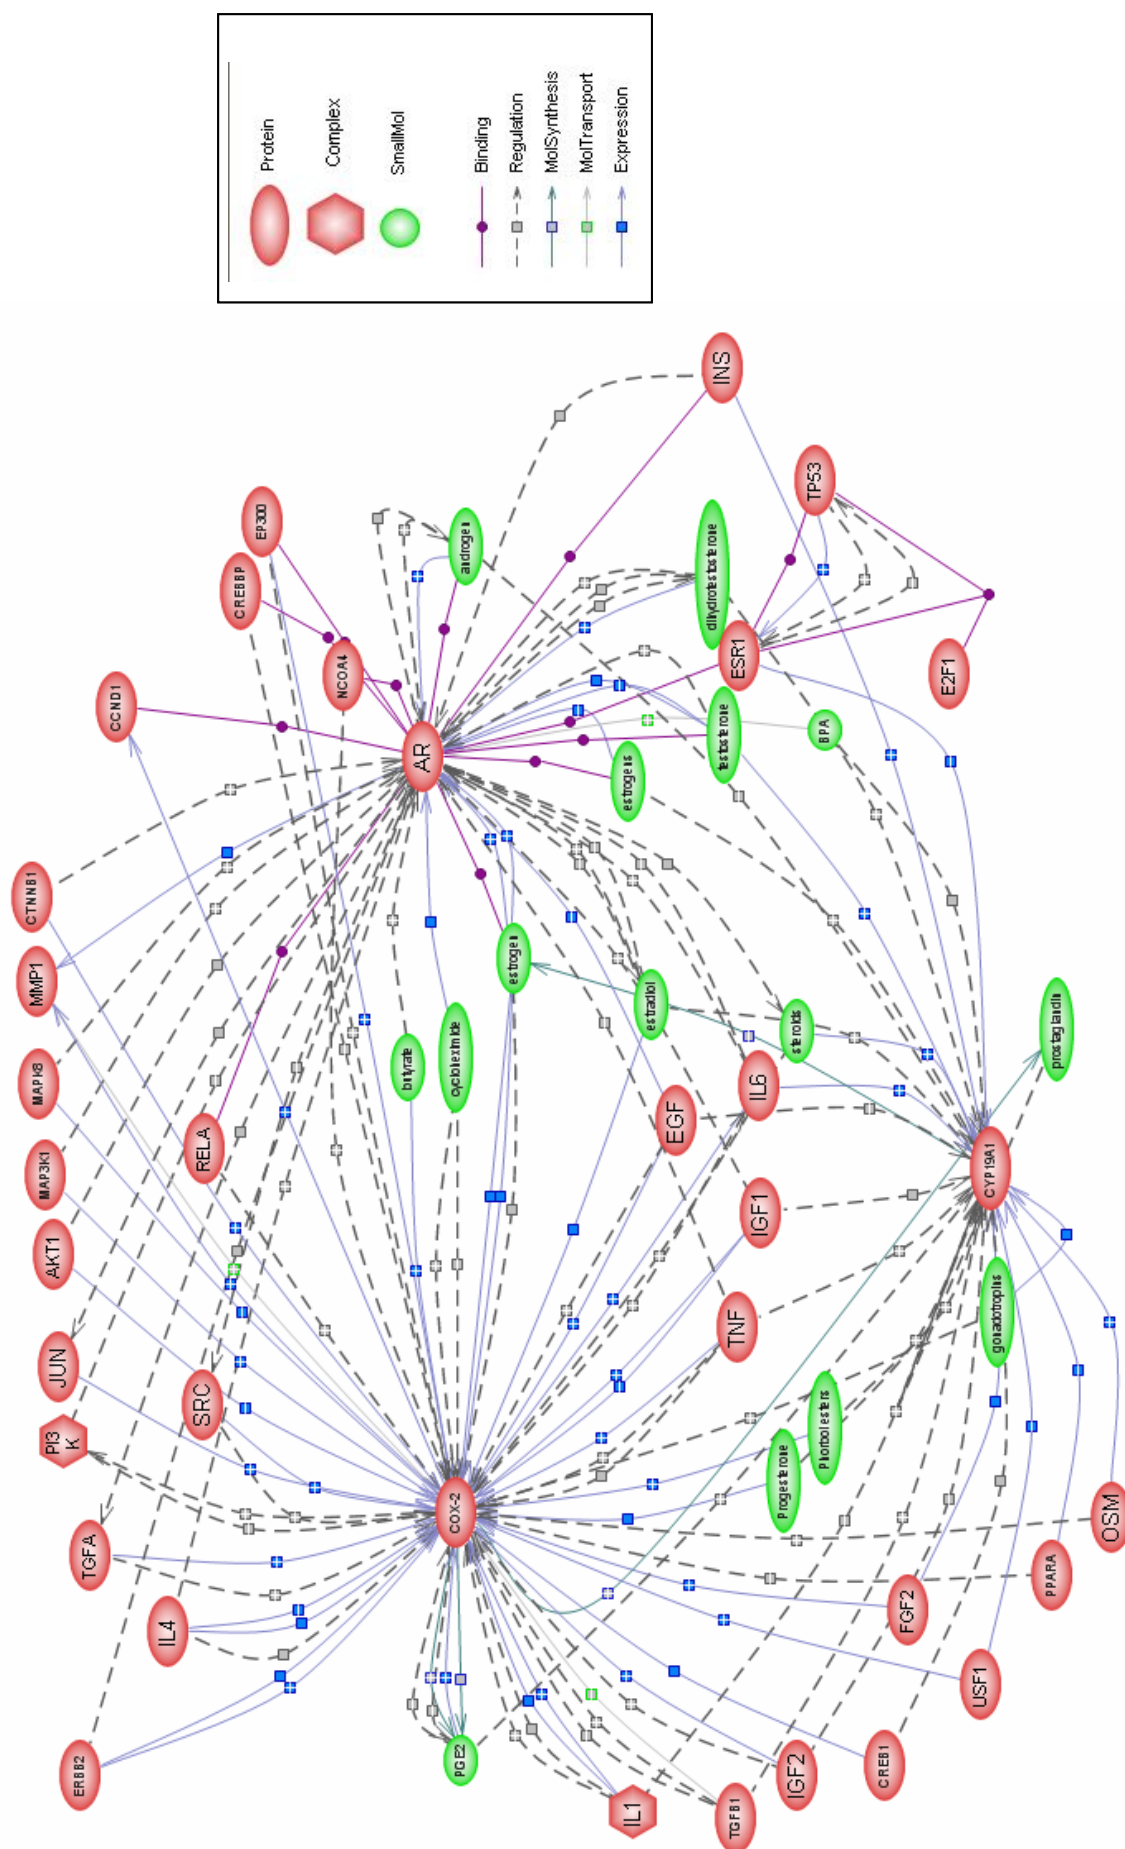 Protein
Complex
SmallMol
Binding
Regulation
MolSynthesis
MolTransport
Expression
INS
EP300
TP53
androgen
CREBBP
dihydrotestosterone
NCOA4
ESR1
E2F1
CCND1
AR
testosterone
BPA
estrogens
CTNNB1
MMP1
estrogen
estradiol
steroids
prostaglandin
MAPK8
butyrate
cycloheximide
IL6
EGF
RELA
CYP19A1
MAP3K1
IGF1
AKT1
gonadotropins
TNF
JUN
SRC
PI3
K
Phorbol esters
Progesterone
COX-2
OSM
TGFA
PPARA
FGF2
IL4
USF1
ERBB2
PGE2
CREB1
IGF2
IL1
TGFB1